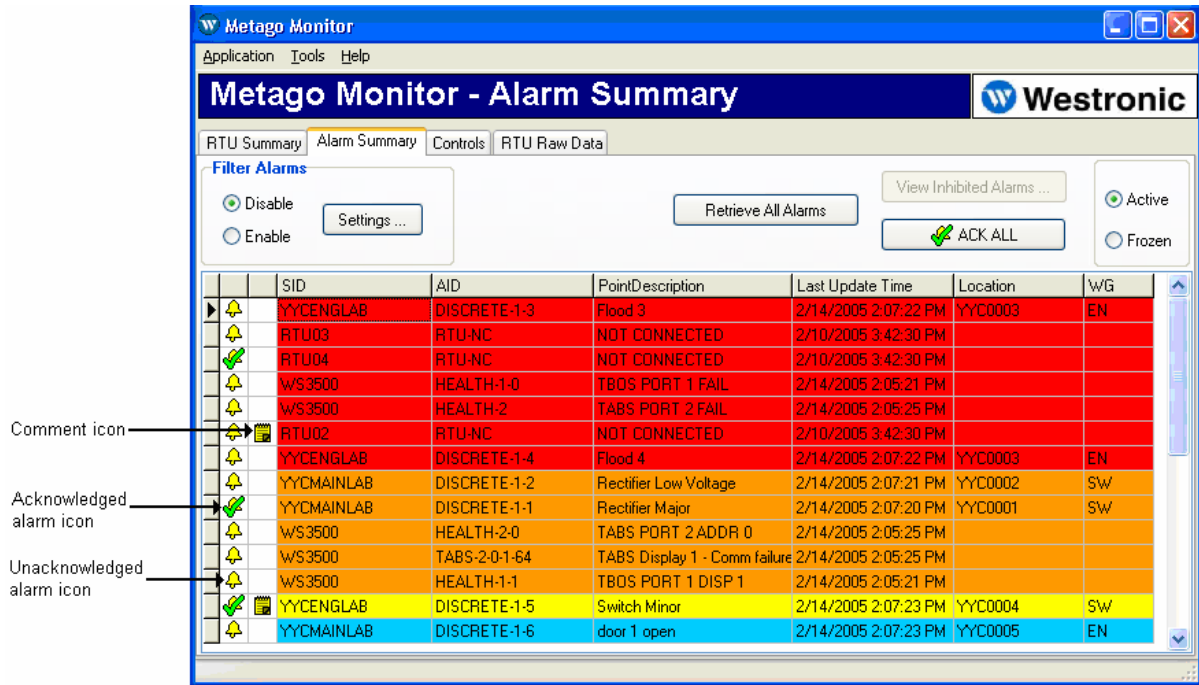 Metago Monitor
Application Tools Help
Metago Monitor - Alarm Summary
W Westronic
RTU Summary Alarm Summary Controls RTU Raw Data
Filter Alarms
Disable
Enable
Settings ...
Retrieve All Alarms
View Inhibited Alarms ...
ACK ALL
Active
Frozen
SID AID PointDescription Last Update Time Location WG
YYCENGLAB DISCRETE-1-3 Flood 3 2/14/2005 2:07:22 PM YYC0003 EN
RTU03 RTU-NC NOT CONNECTED 2/10/2005 3:42:30 PM
RTU04 RTU-NC NOT CONNECTED 2/10/2005 3:42:30 PM
WS3500 HEALTH-1-0 TBOS PORT 1 FAIL 2/14/2005 2:05:21 PM
WS3500 HEALTH-2 TABS PORT 2 FAIL 2/14/2005 2:05:25 PM
RTU02 RTU-NC NOT CONNECTED 2/10/2005 3:42:30 PM
YYCENGLAB DISCRETE-1-4 Flood 4 2/14/2005 2:07:22 PM YYC0003 EN
YYCMAINLAB DISCRETE-1-2 Rectifier Low Voltage 2/14/2005 2:07:21 PM YYC0002 SW
YYCMAINLAB DISCRETE-1-1 Rectifier Major 2/14/2005 2:07:20 PM YYC0001 SW
WS3500 HEALTH-2-0 TABS PORT 2 ADDR 0 2/14/2005 2:05:25 PM
WS3500 TABS-2-0-1-64 TABS Display 1 - Comm failure 2/14/2005 2:05:25 PM
WS3500 HEALTH-1-1 TBOS PORT 1 DISP 1 2/14/2005 2:05:21 PM
YYCENGLAB DISCRETE-1-5 Switch Minor 2/14/2005 2:07:23 PM YYC0004 SW
YYCMAINLAB DISCRETE-1-6 door 1 open 2/14/2005 2:07:23 PM YYC0005 EN
Comment icon
Acknowledged
alarm icon
Unacknowledged
alarm icon